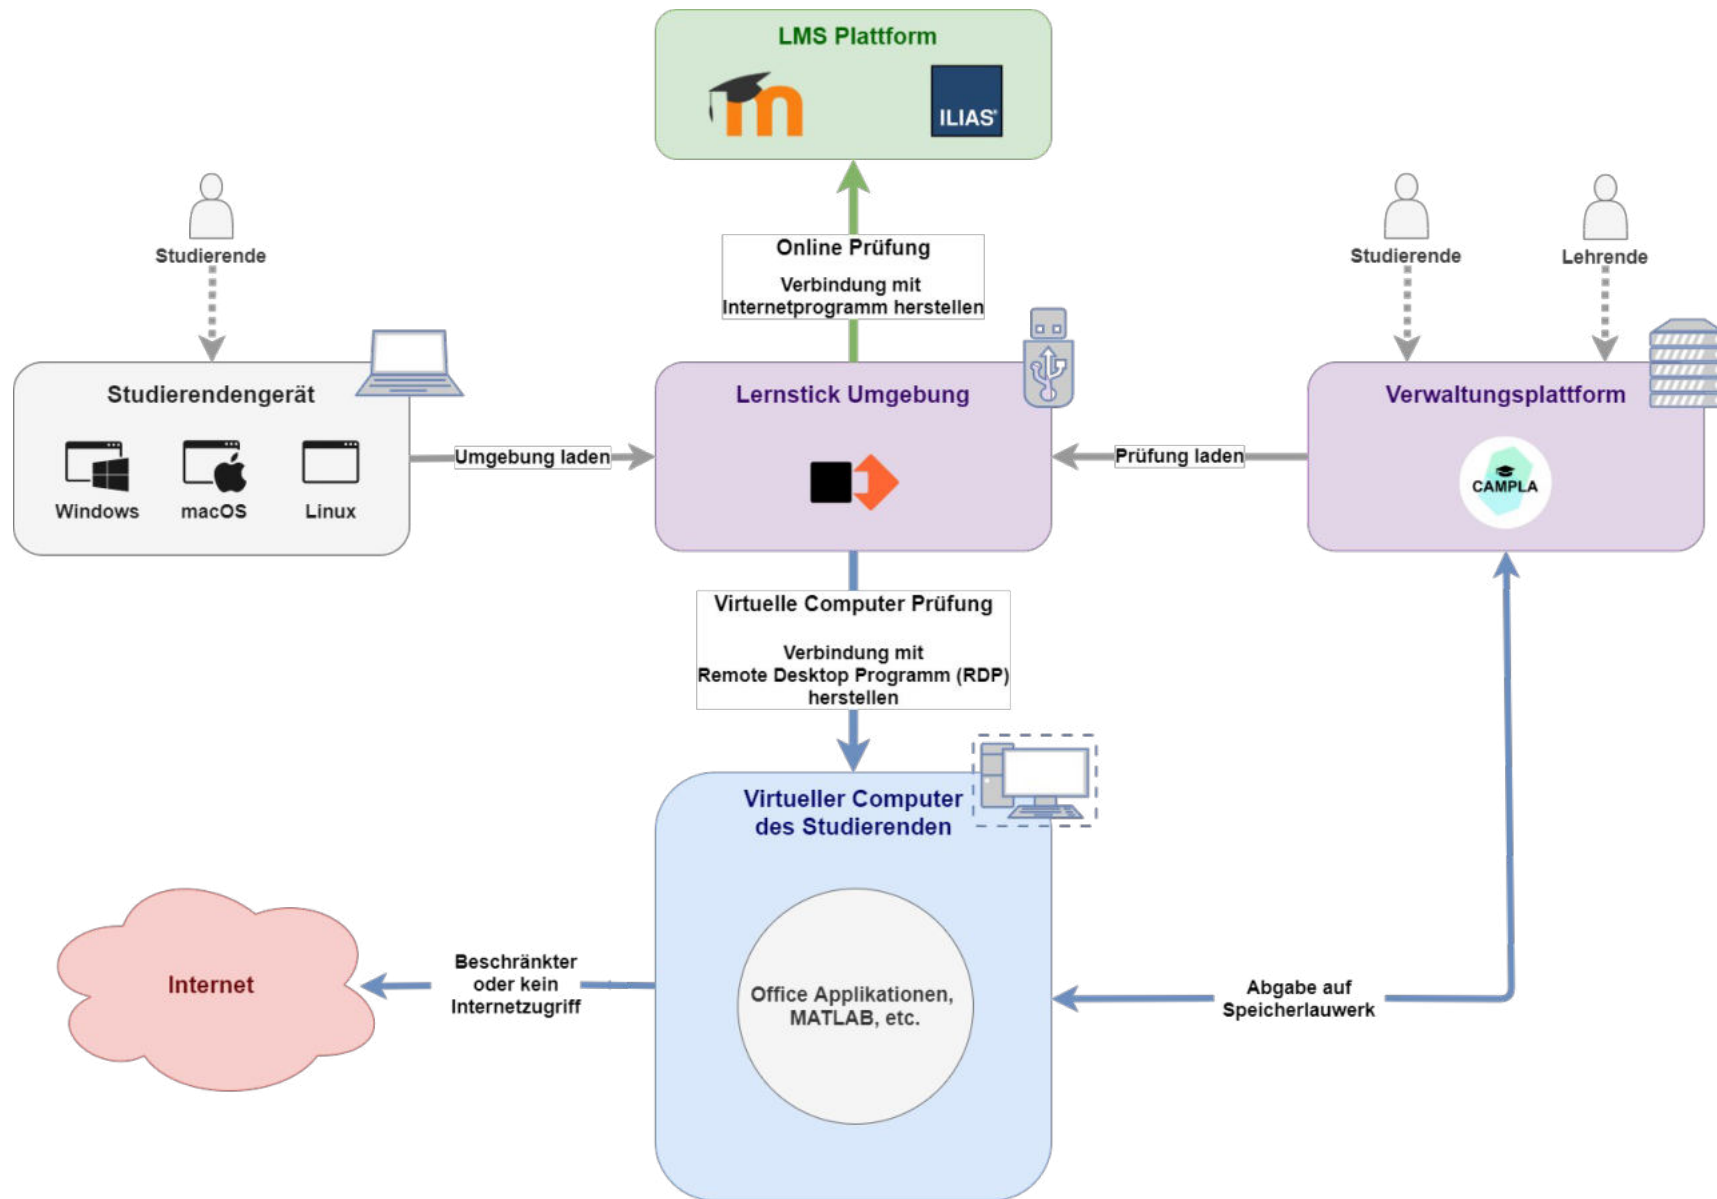 LMS Plattform
m
ILIAS®
Studierende
Studierende
Lehrende
Online Prüfung
Verbindung mit
Internetprogramm herstellen
Studierendengerät
Windows
macOS
Linux
Umgebung laden
Lernstick Umgebung
Prüfung laden
Verwaltungsplattform
CAMPLA
Virtuelle Computer Prüfung
Verbindung mit
Remote Desktop Programm (RDP)
herstellen
Virtueller Computer
des Studierenden
Office Applikationen,
MATLAB, etc.
Internet
Beschränkter
oder kein
Internetzugriff
Abgabe auf
Speicherlauwerk